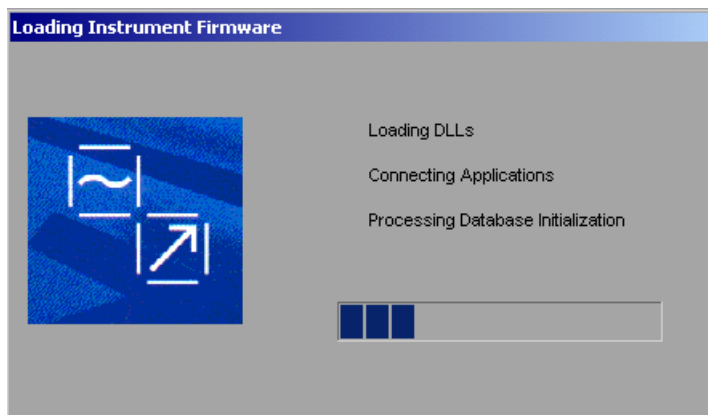 Loading Instrument Firmware
Loading DLLs
Connecting Applications
Processing Database Initialization